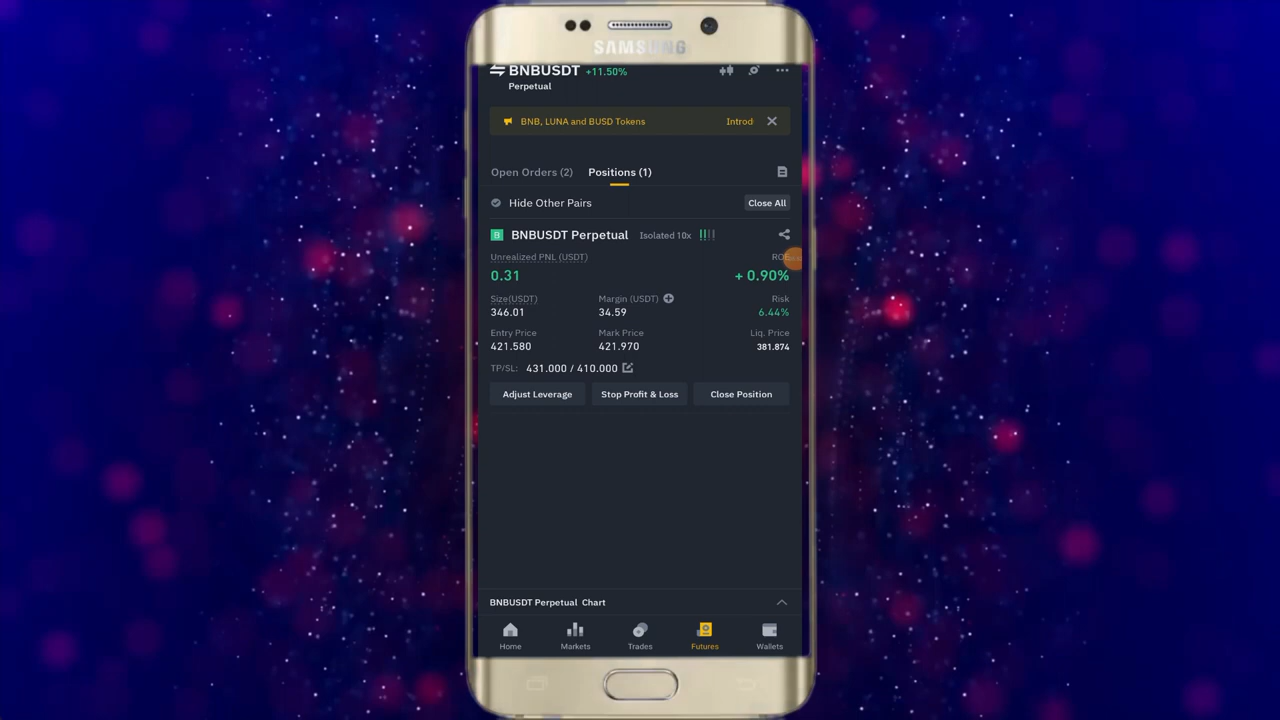 SAMSUNG
BNBUSDT +11.50%
Perpetual
BNB, LUNA and BUSD Tokens Introd
Open Orders (2) Positions (1)
Hide Other Pairs Close All
B BNBUSDT Perpetual Isolated 10x
Unrealized PNL (USDT)
0.31 + 0.90%
Size(USDT) Margin (USDT) Risk
346.01 34.59 6.44%
Entry Price Mark Price Liq. Price
421.580 421.970 381.874
TP/SL: 431.000 / 410.000
Adjust Leverage Stop Profit & Loss Close Position
BNBUSDT Perpetual Chart
Home Markets Trades Futures Wallets